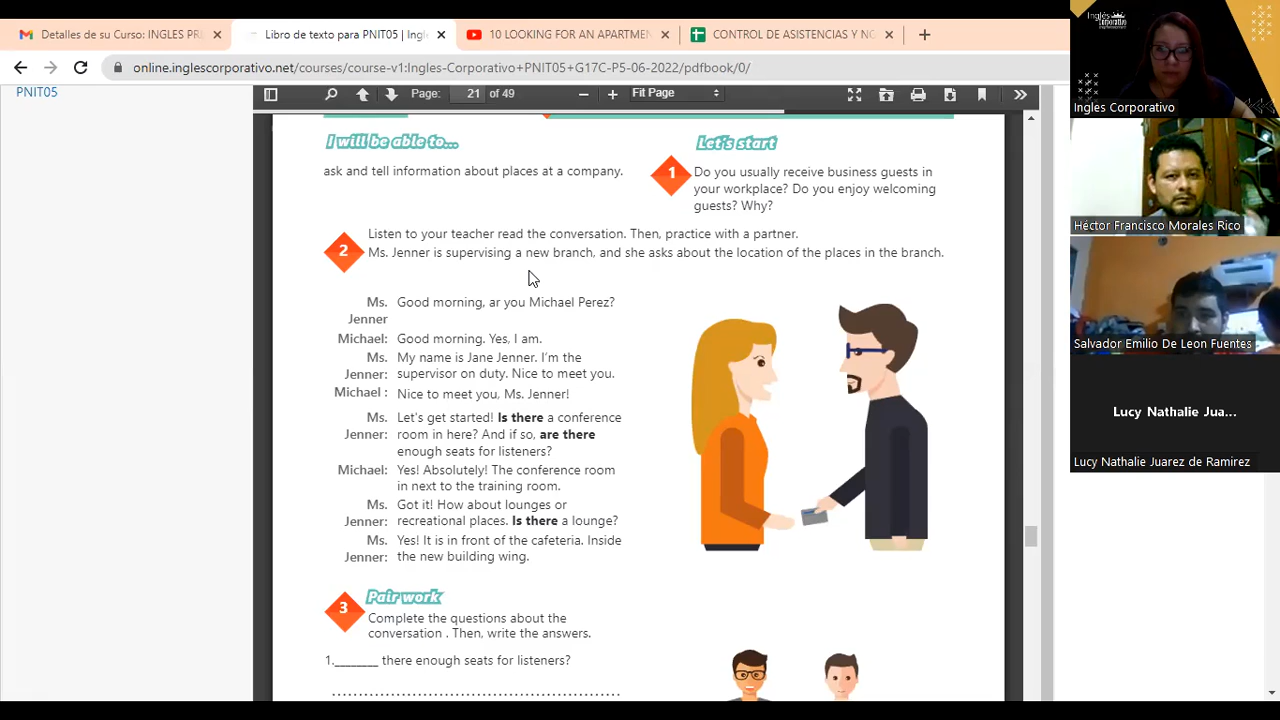 Detalles de su Curso: INGLES PR
Libro de texto para PNIT05 | Ingl
10 LOOKING FOR AN APARTMEN
CONTROL DE ASISTENCIAS Y NO
online.inglescorporativo.net/courses/course-v1:Ingles-Corporativo+PNIT05+G17C-P5-06-2022/pdfbook/0/
PNIT05
Page: 21 of 49
Fit Page
I will be able to...
ask and tell information about places at a company.
Let's start
1 Do you usually receive business guests in
your workplace? Do you enjoy welcoming
guests? Why?
2 Listen to your teacher read the conversation. Then, practice with a partner.
Ms. Jenner is supervising a new branch, and she asks about the location of the places in the branch.
Ms. Good morning, ar you Michael Perez?
Jenner
Michael: Good morning. Yes, I am.
Ms. My name is Jane Jenner. I'm the
Jenner: supervisor on duty. Nice to meet you.
Michael : Nice to meet you, Ms. Jenner!
Ms. Let's get started! Is there a conference
Jenner: room in here? And if so, are there
enough seats for listeners?
Michael: Yes! Absolutely! The conference room
in next to the training room.
Ms. Got it! How about lounges or
Jenner: recreational places. Is there a lounge?
Ms. Yes! It is in front of the cafeteria. Inside
Jenner: the new building wing.
3 Pair work
Complete the questions about the
conversation . Then, write the answers.
1.________ there enough seats for listeners?
Inglés
Corporativo
Ingles Corporativo
Héctor Francisco Morales Rico
Salvador Emilio De Leon Fuentes
Lucy Nathalie Jua...
Lucy Nathalie Juarez de Ramirez